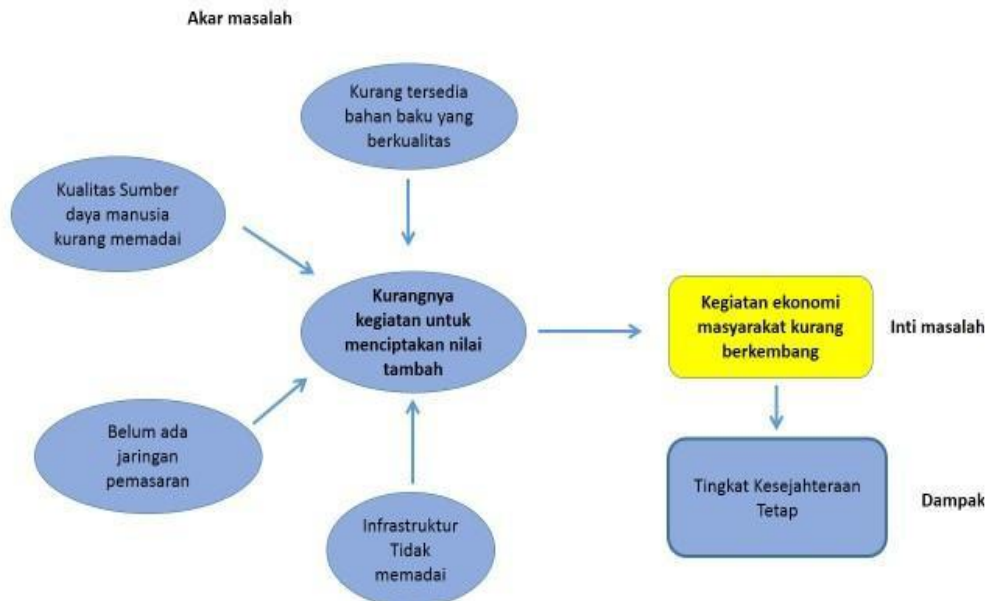 Akar masalah
Kurang tersedia
bahan baku yang
berkualitas
Kualitas Sumber
daya manusia
kurang memadai
Kurangnya
kegiatan untuk
menciptakan nilai
tambah
Kegiatan ekonomi
masyarakat kurang
berkembang
Inti masalah
Belum ada
jaringan
pemasaran
Tingkat Kesejahteraan
Tetap
Dampak
Infrastruktur
Tidak
memadai